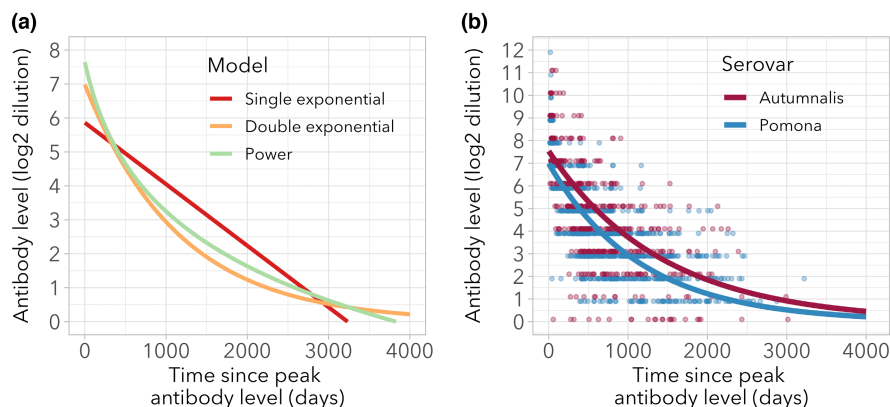 (a)
Antibody level (log2 dilution)
8
7
6
5
4
3
2
1
0
Model
Single exponential
Double exponential
Power
0 1000 2000 3000 4000
Time since peak
antibody level (days)
(b)
Antibody level (log2 dilution)
12
11
10
9
8
7
6
5
4
3
2
1
0
Serovar
Autumnalis
Pomona
0 1000 2000 3000 4000
Time since peak
antibody level (days)